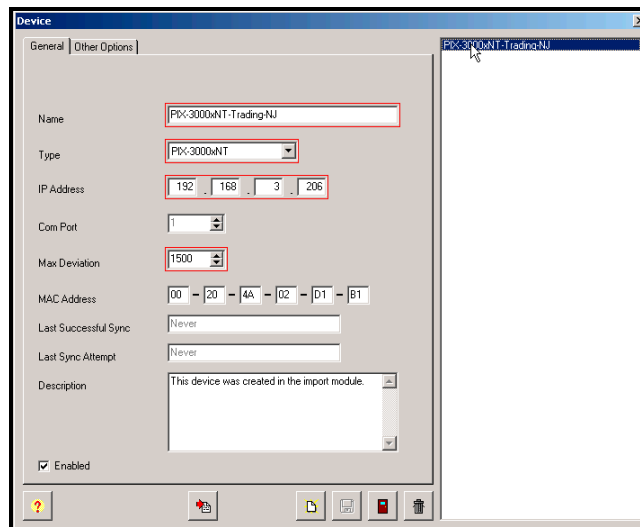 Device
General Other Options
PIX-3000xNT-Trading-NJ
Name PIX-3000xNT-Trading-NJ
Type PIX-3000xNT
IP Address 192 . 168 . 3 . 206
Com Port 1
Max Deviation 1500
MAC Address 00 - 20 - 4A - 02 - D1 - B1
Last Successful Sync Never
Last Sync Attempt Never
Description This device was created in the import module.
Enabled
?